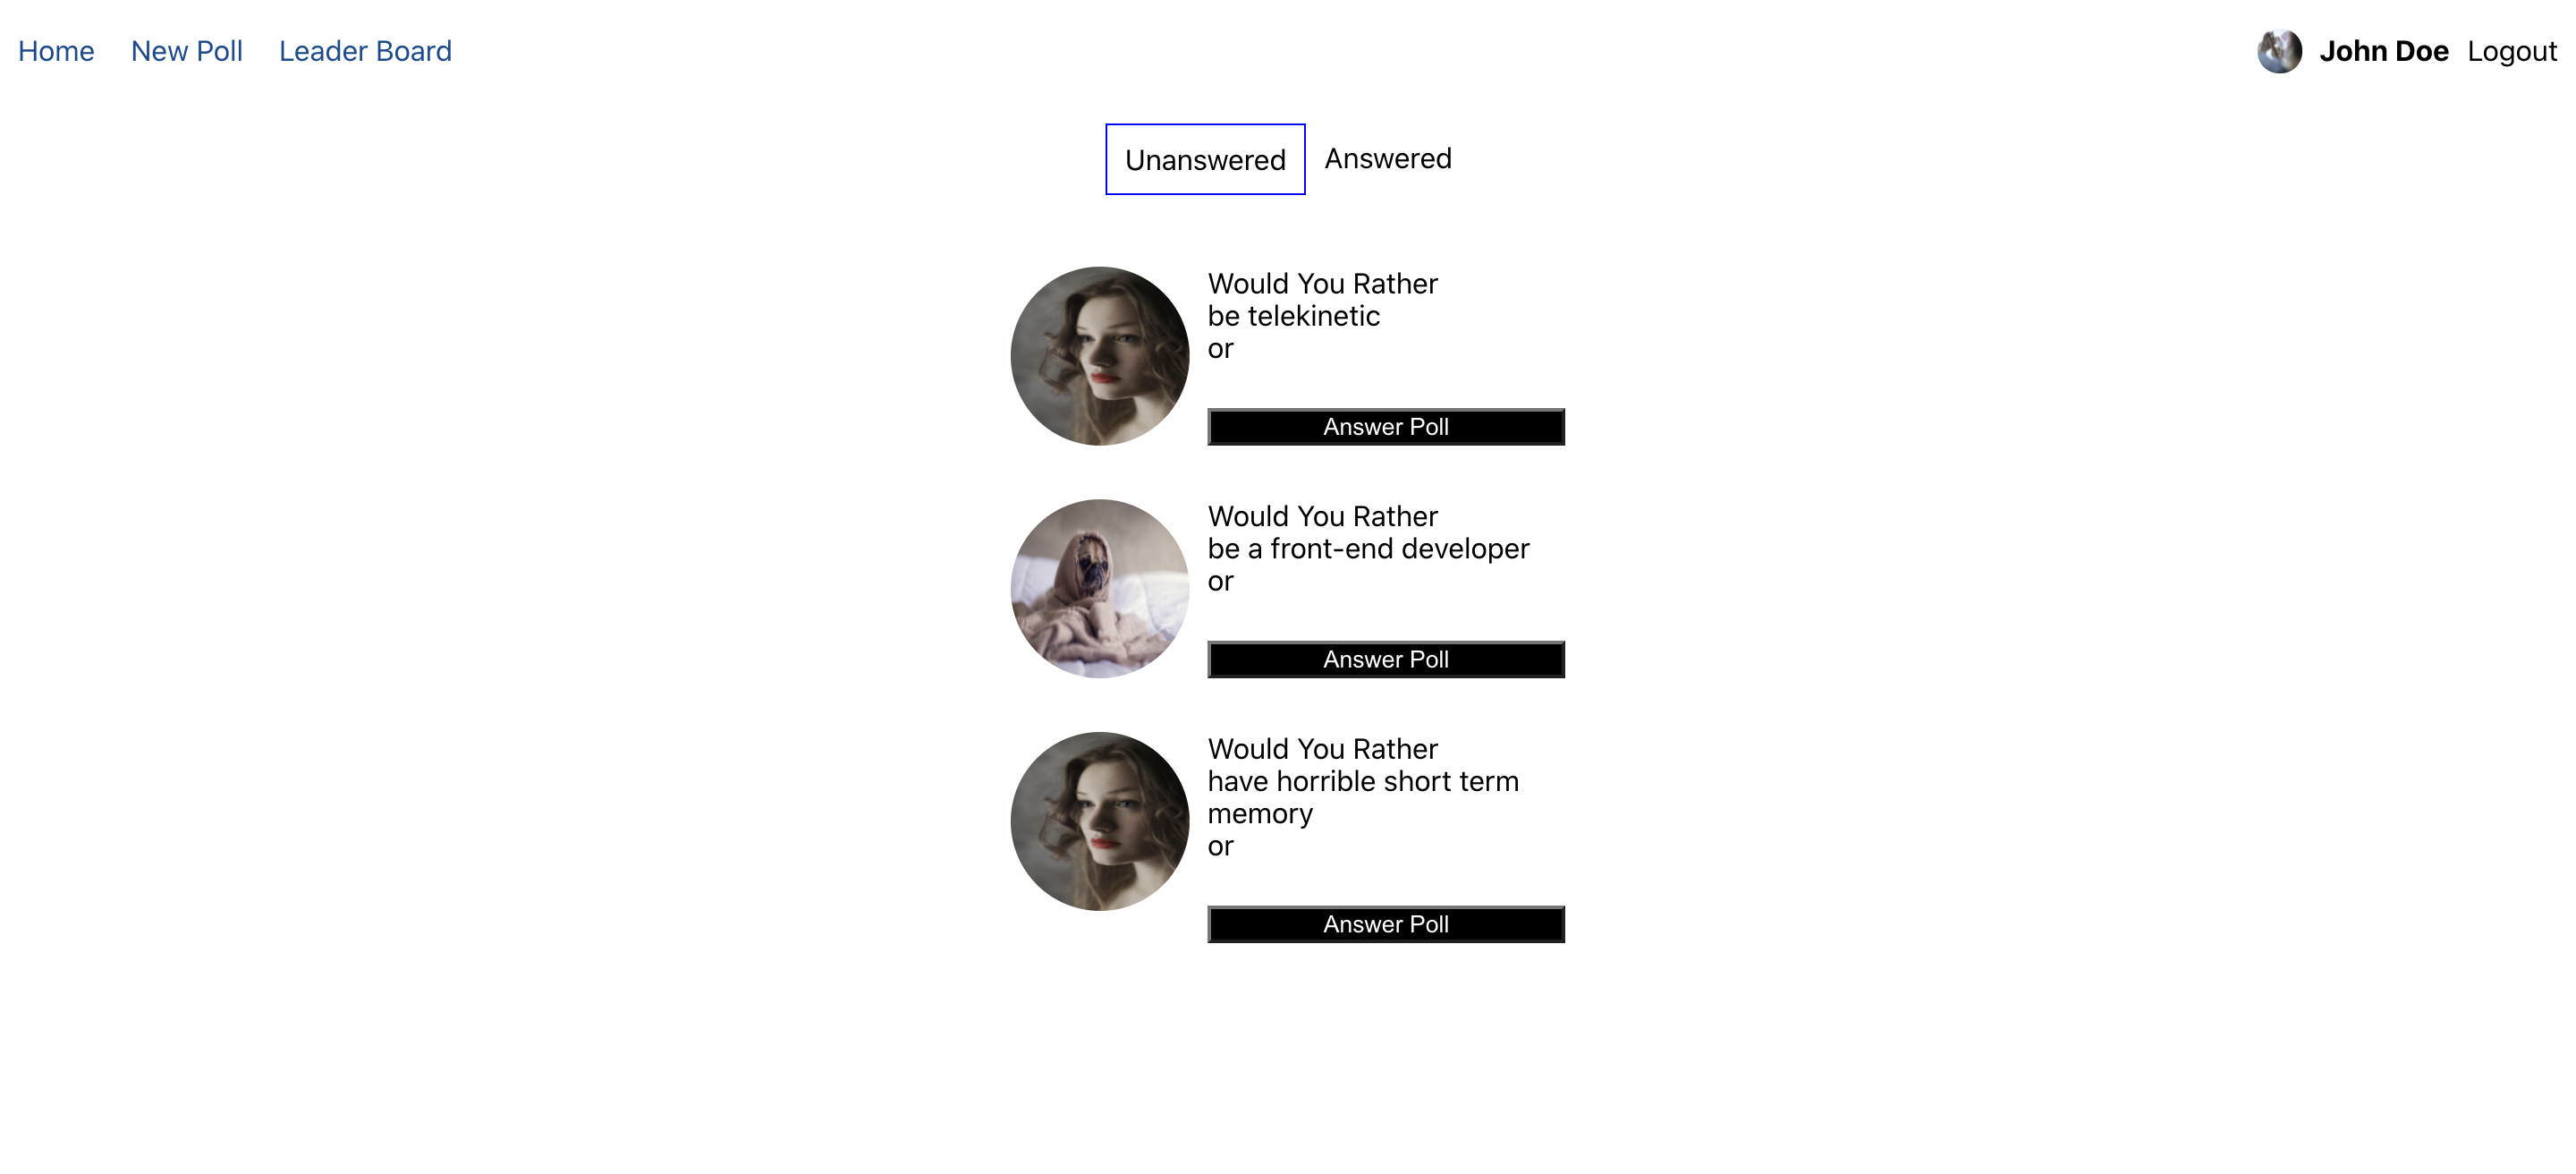 Home New Poll Leader Board John Doe Logout
Unanswered Answered
Would You Rather
be telekinetic
or
Answer Poll
Would You Rather
be a front-end developer
or
Answer Poll
Would You Rather
have horrible short term
memory
or
Answer Poll